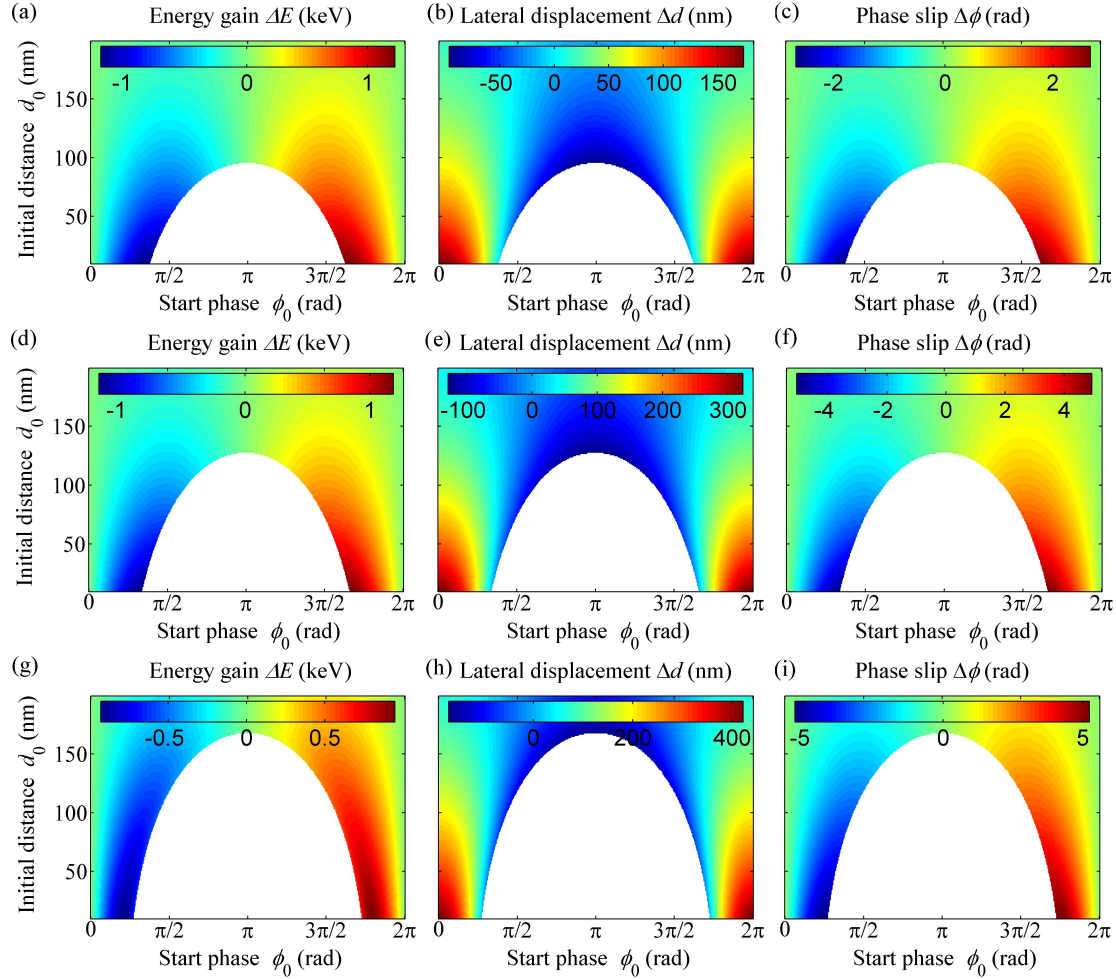 (a) Energy gain ΔE (keV)
-1 0 1
150
100
50
Initial distance d₀ (nm)
0 π/2 π 3π/2 2π
Start phase ϕ₀ (rad)
(b) Lateral displacement Δd (nm)
-50 0 50 100 150
π/2 π 3π/2
Start phase ϕ₀ (rad)
(c) Phase slip Δϕ (rad)
-2 0 2
0 π/2 π 3π/2 2π
Start phase ϕ₀ (rad)
(d) Energy gain ΔE (keV)
-1 0 1
150
100
50
Initial distance d₀ (nm)
0 π/2 π 3π/2 2π
Start phase ϕ₀ (rad)
(e) Lateral displacement Δd (nm)
-100 0 100 200 300
π/2 π 3π/2
Start phase ϕ₀ (rad)
(f) Phase slip Δϕ (rad)
-4 -2 0 2 4
0 π/2 π 3π/2 2π
Start phase ϕ₀ (rad)
(g) Energy gain ΔE (keV)
-0.5 0 0.5
150
100
50
Initial distance d₀ (nm)
0 π/2 π 3π/2 2π
Start phase ϕ₀ (rad)
(h) Lateral displacement Δd (nm)
0 200 400
π/2 π 3π/2
Start phase ϕ₀ (rad)
(i) Phase slip Δϕ (rad)
-5 0 5
0 π/2 π 3π/2 2π
Start phase ϕ₀ (rad)